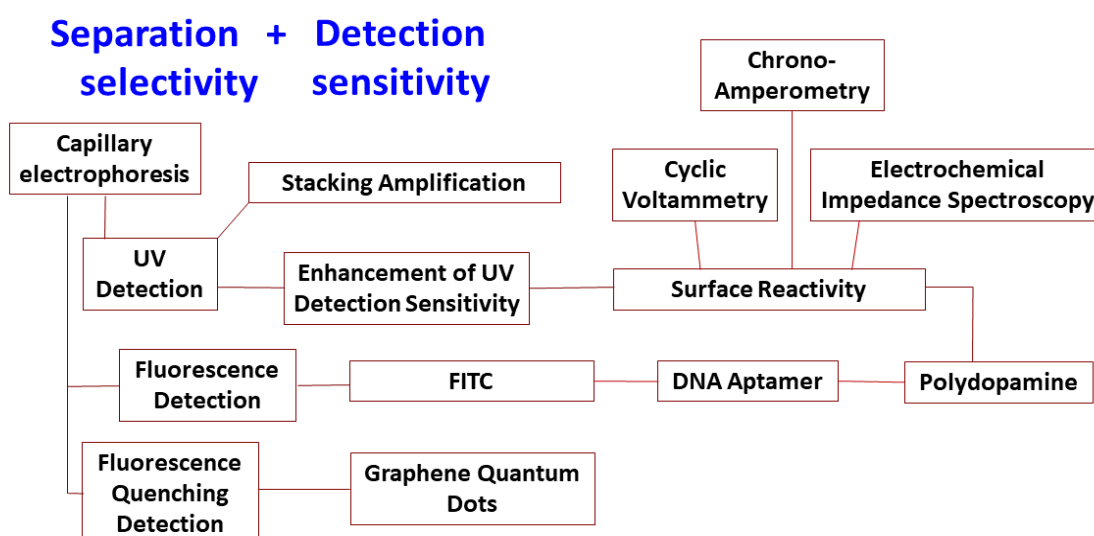 Separation + Detection
selectivity sensitivity
Chrono-
Amperometry
Capillary
electrophoresis
Stacking Amplification
Cyclic
Voltammetry
Electrochemical
Impedance Spectroscopy
UV
Detection
Enhancement of UV
Detection Sensitivity
Surface Reactivity
Fluorescence
Detection
FITC
DNA Aptamer
Polydopamine
Fluorescence
Quenching
Detection
Graphene Quantum
Dots